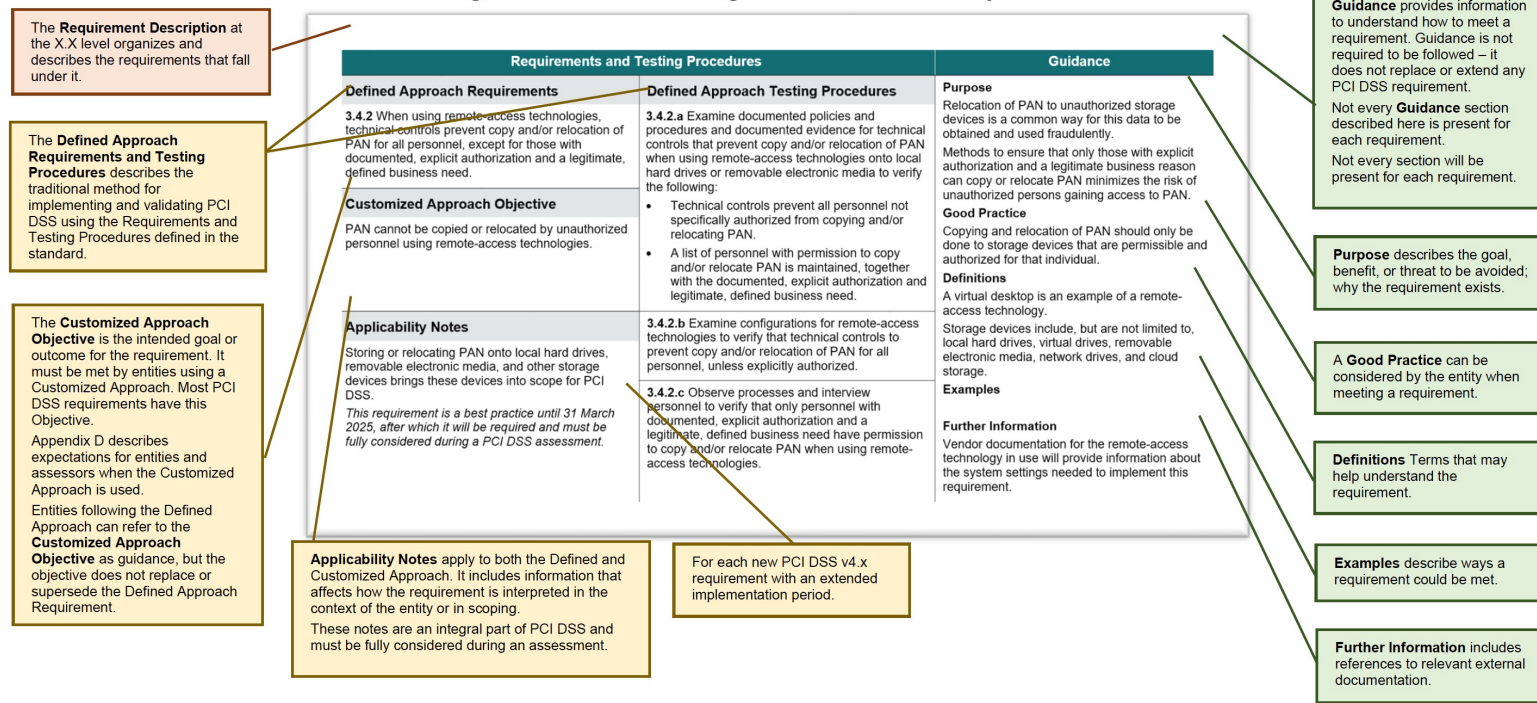 The Requirement Description at
the X.X level organizes and
describes the requirements that fall
under it.
The Defined Approach
Requirements and Testing
Procedures describes the
traditional method for
implementing and validating PCI
DSS using the Requirements and
Testing Procedures defined in the
standard.
The Customized Approach
Objective is the intended goal or
outcome for the requirement. It
must be met by entities using a
Customized Approach. Most PCI
DSS requirements have this
Objective.
Appendix D describes
expectations for entities and
assessors when the Customized
Approach is used.
Entities following the Defined
Approach can refer to the
Customized Approach
Objective as guidance, but the
objective does not replace or
supersede the Defined Approach
Requirement.
Requirements and Testing Procedures
Guidance
Defined Approach Requirements
3.4.2 When using remote-access technologies,
technical controls prevent copy and/or relocation of
PAN for all personnel, except for those with
documented, explicit authorization and a legitimate,
defined business need.
Customized Approach Objective
PAN cannot be copied or relocated by unauthorized
personnel using remote-access technologies.
Applicability Notes
Storing or relocating PAN onto local hard drives,
removable electronic media, and other storage
devices brings these devices into scope for PCI
DSS.
This requirement is a best practice until 31 March
2025, after which it will be required and must be
fully considered during a PCI DSS assessment.
Defined Approach Testing Procedures
3.4.2.a Examine documented policies and
procedures and documented evidence for technical
controls that prevent copy and/or relocation of PAN
when using remote-access technologies onto local
hard drives or removable electronic media to verify
the following:
• Technical controls prevent all personnel not
specifically authorized from copying and/or
relocating PAN.
• A list of personnel with permission to copy
and/or relocate PAN is maintained, together
with the documented, explicit authorization and
legitimate, defined business need.
3.4.2.b Examine configurations for remote-access
technologies to verify that technical controls to
prevent copy and/or relocation of PAN for all
personnel, unless explicitly authorized.
3.4.2.c Observe processes and interview
personnel to verify that only personnel with
documented, explicit authorization and a
legitimate, defined business need have permission
to copy and/or relocate PAN when using remote-
access technologies.
Purpose
Relocation of PAN to unauthorized storage
devices is a common way for this data to be
obtained and used fraudulently.
Methods to ensure that only those with explicit
authorization and a legitimate business reason
can copy or relocate PAN minimizes the risk of
unauthorized persons gaining access to PAN.
Good Practice
Copying and relocation of PAN should only be
done to storage devices that are permissible and
authorized for that individual.
Definitions
A virtual desktop is an example of a remote-
access technology.
Storage devices include, but are not limited to,
local hard drives, virtual drives, removable
electronic media, network drives, and cloud
storage.
Examples
Further Information
Vendor documentation for the remote-access
technology in use will provide information about
the system settings needed to implement this
requirement.
Applicability Notes apply to both the Defined and
Customized Approach. It includes information that
affects how the requirement is interpreted in the
context of the entity or in scoping.
These notes are an integral part of PCI DSS and
must be fully considered during an assessment.
For each new PCI DSS v4.x
requirement with an extended
implementation period.
Guidance provides information
to understand how to meet a
requirement. Guidance is not
required to be followed – it
does not replace or extend any
PCI DSS requirement.
Not every Guidance section
described here is present for
each requirement.
Not every section will be
present for each requirement.
Purpose describes the goal,
benefit, or threat to be avoided;
why the requirement exists.
A Good Practice can be
considered by the entity when
meeting a requirement.
Definitions Terms that may
help understand the
requirement.
Examples describe ways a
requirement could be met.
Further Information includes
references to relevant external
documentation.